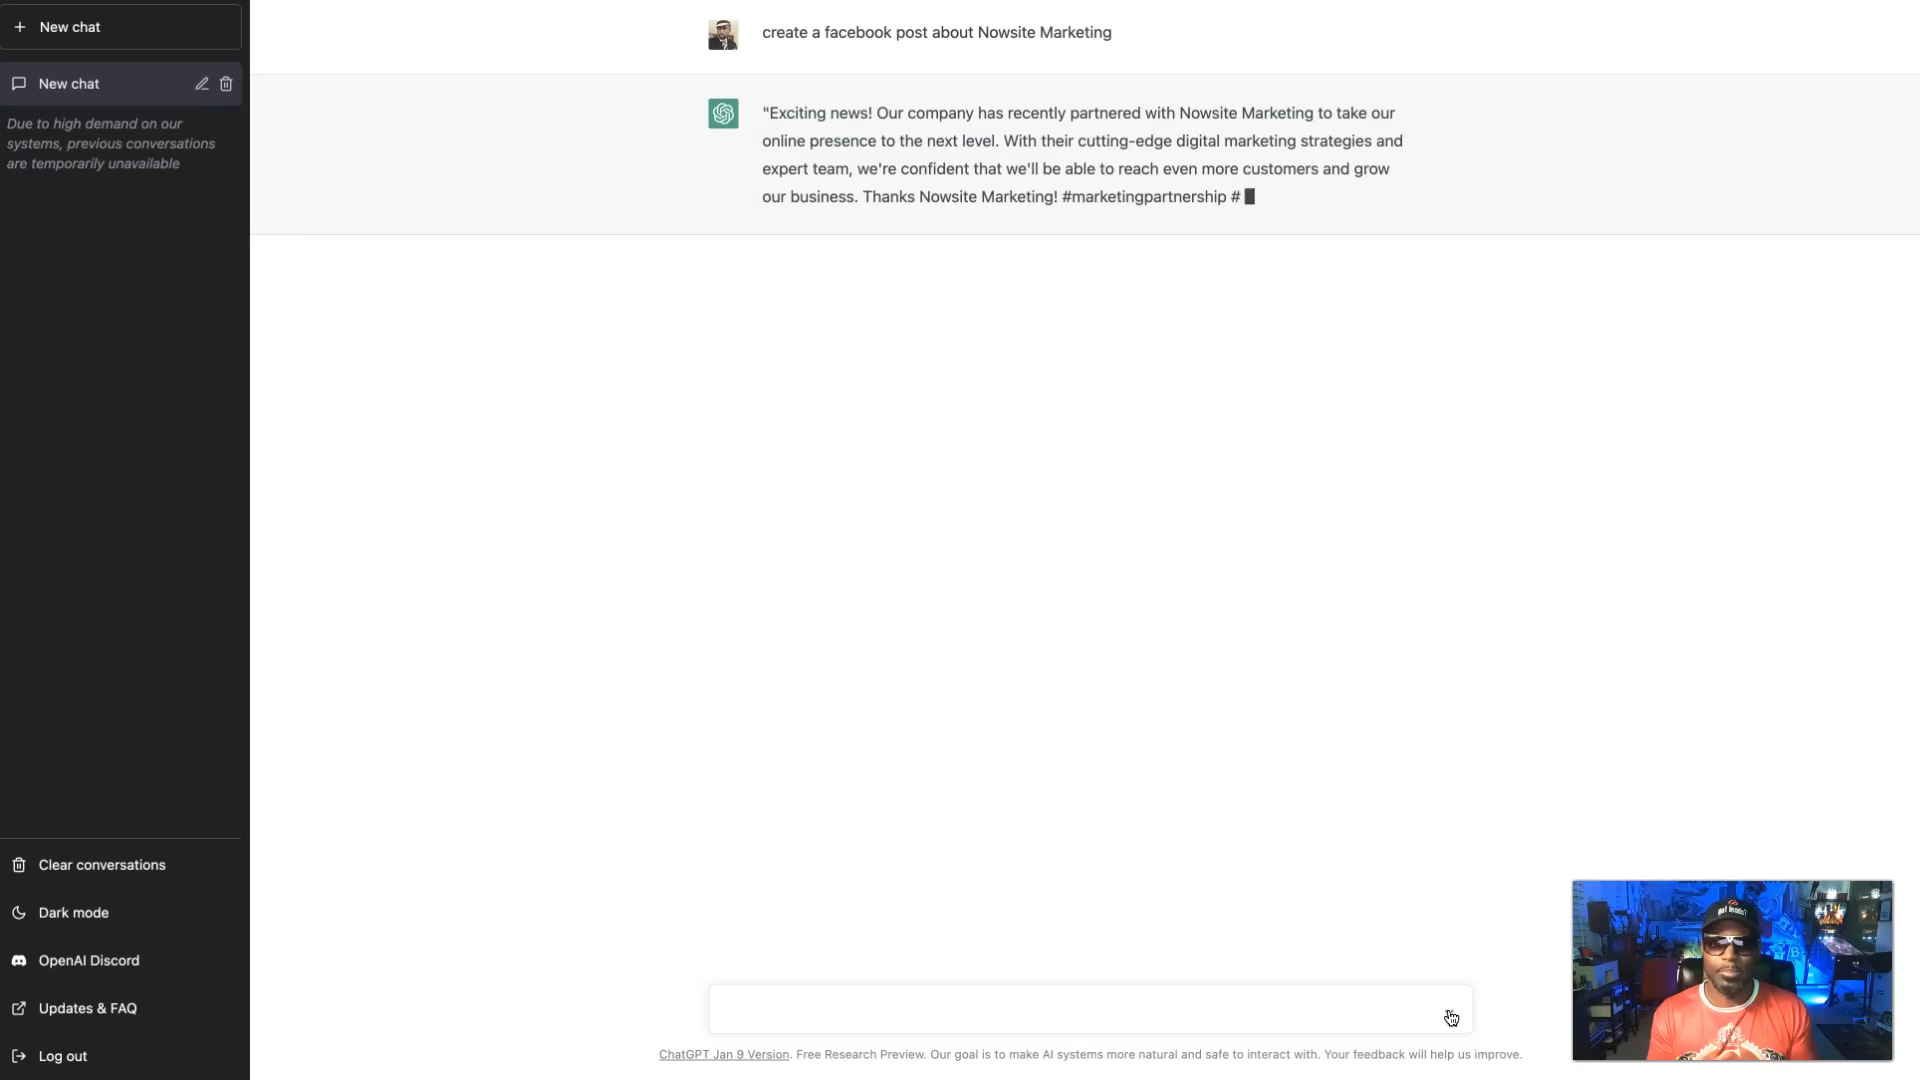 New chat
New chat
Due to high demand on our
systems, previous conversations
are temporarily unavailable
Clear conversations
Dark mode
OpenAI Discord
Updates & FAQ
Log out
create a facebook post about Nowsite Marketing
"Exciting news! Our company has recently partnered with Nowsite Marketing to take our
online presence to the next level. With their cutting-edge digital marketing strategies and
expert team, we're confident that we'll be able to reach even more customers and grow
our business. Thanks Nowsite Marketing! #marketingpartnership #
ChatGPT Jan 9 Version. Free Research Preview. Our goal is to make AI systems more natural and safe to interact with. Your feedback will help us improve.
got leads?